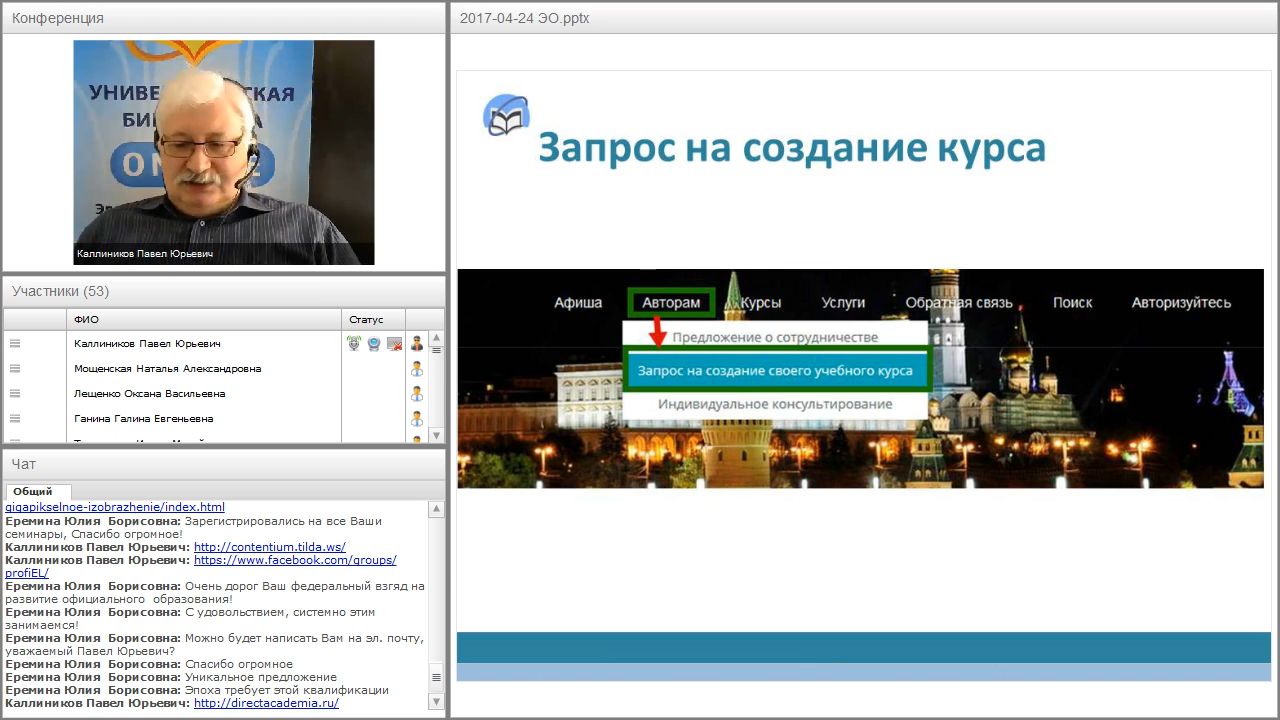 Конференция
УНИВЕ СКАЯ
БИ А
О Е
Эл
Каллиников Павел Юрьевич
Участники (53)
ФИО Статус
Каллиников Павел Юрьевич
Мощенская Наталья Александровна
Лещенко Оксана Васильевна
Ганина Галина Евгеньевна
Чат
Общий
gigapikselnoe-izobrazhenie/index.html
Еремина Юлия Борисовна: Зарегистрировались на все Ваши
семинары, Спасибо огромное!
Каллиников Павел Юрьевич: http://contentium.tilda.ws/
Каллиников Павел Юрьевич: https://www.facebook.com/groups/
profiEL/
Еремина Юлия Борисовна: Очень дорог Ваш федеральный взгяд на
развитие официального образования!
Еремина Юлия Борисовна: С удовольствием, системно этим
занимаемся!
Еремина Юлия Борисовна: Можно будет написать Вам на эл. почту,
уважаемый Павел Юрьевич?
Еремина Юлия Борисовна: Спасибо огромное
Еремина Юлия Борисовна: Уникальное предложение
Еремина Юлия Борисовна: Эпоха требует этой квалификации
Каллиников Павел Юрьевич: http://directacademia.ru/
2017-04-24 ЭО.pptx
Запрос на создание курса
Афиша Авторам Курсы Услуги Обратная связь Поиск Авторизуйтесь
Предложение о сотрудничестве
Запрос на создание своего учебного курса
Индивидуальное консультирование